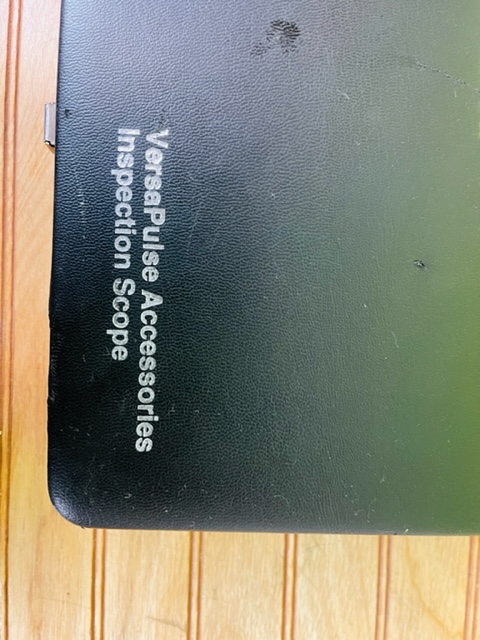 VersaPulse Accessories
Inspection Scope